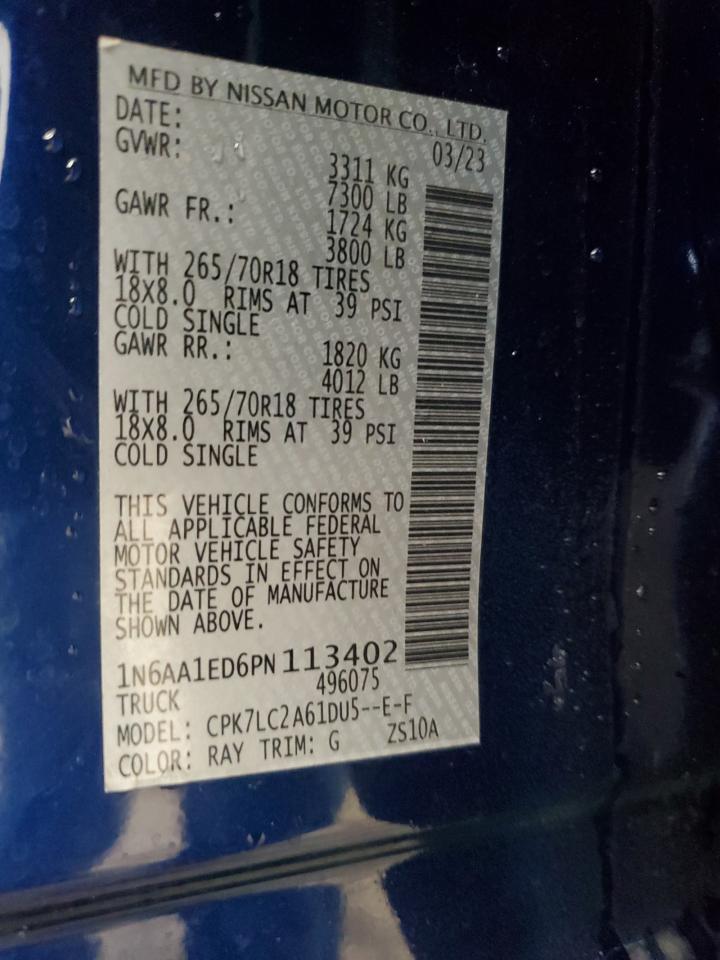 MFD BY NISSAN MOTOR CO., LTD.
DATE: 03/23
GVWR: 3311 KG
7300 LB
GAWR FR.: 1724 KG
3800 LB
WITH 265/70R18 TIRES
18X8.0 RIMS AT 39 PSI
COLD SINGLE
GAWR RR.: 1820 KG
4012 LB
WITH 265/70R18 TIRES
18X8.0 RIMS AT 39 PSI
COLD SINGLE
THIS VEHICLE CONFORMS TO
ALL APPLICABLE FEDERAL
MOTOR VEHICLE SAFETY
STANDARDS IN EFFECT ON
THE DATE OF MANUFACTURE
SHOWN ABOVE.
1N6AA1ED6PN113402
TRUCK 496075
MODEL: CPK7LC2A61DU5--E-F
COLOR: RAY TRIM: G ZS10A